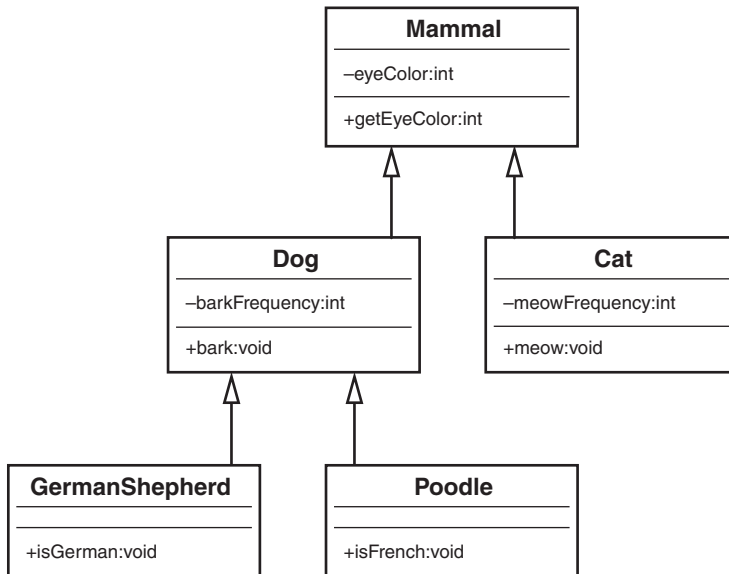 Mammal
–eyeColor:int
+getEyeColor:int
Dog
–barkFrequency:int
+bark:void
Cat
–meowFrequency:int
+meow:void
GermanShepherd
+isGerman:void
Poodle
+isFrench:void